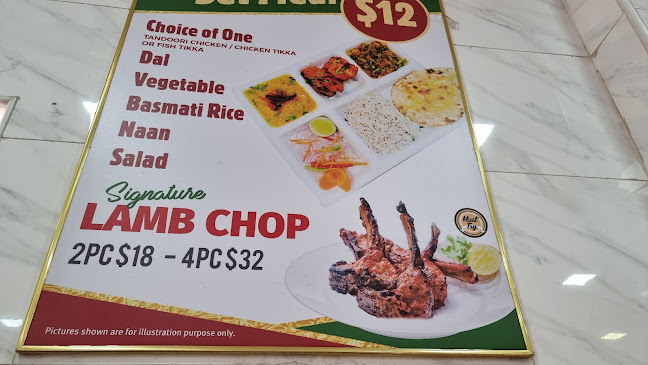 Set Meal
$12
Choice of One
TANDOORI CHICKEN / CHICKEN TIKKA
OR FISH TIKKA
Dal
Vegetable
Basmati Rice
Naan
Salad
Signature
LAMB CHOP
Must
Try
2PC$18 - 4PC$32
Pictures shown are for illustration purpose only.